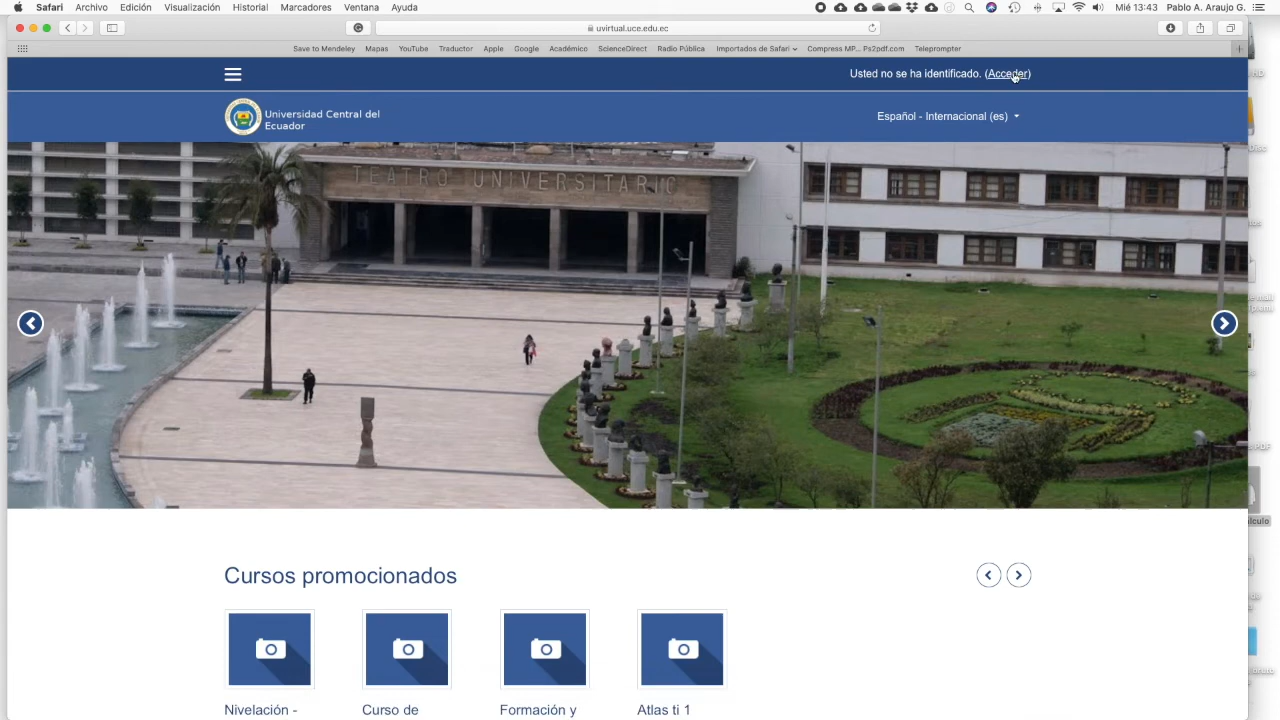 Safari Archivo Edición Visualización Historial Marcadores Ventana Ayuda Mié 13:43 Pablo A. Araujo G.
uvirtual.uce.edu.ec
Save to Mendeley Mapas YouTube Traductor Apple Google Académico ScienceDirect Radio Pública Importados de Safari Compress MP... Ps2pdf.com Teleprompter
Usted no se ha identificado. (Acceder)
Universidad Central del
Ecuador
Español - Internacional (es)
TEATRO UNIVERSITARIO
Cursos promocionados
Nivelación - Curso de Formación y Atlas ti 1